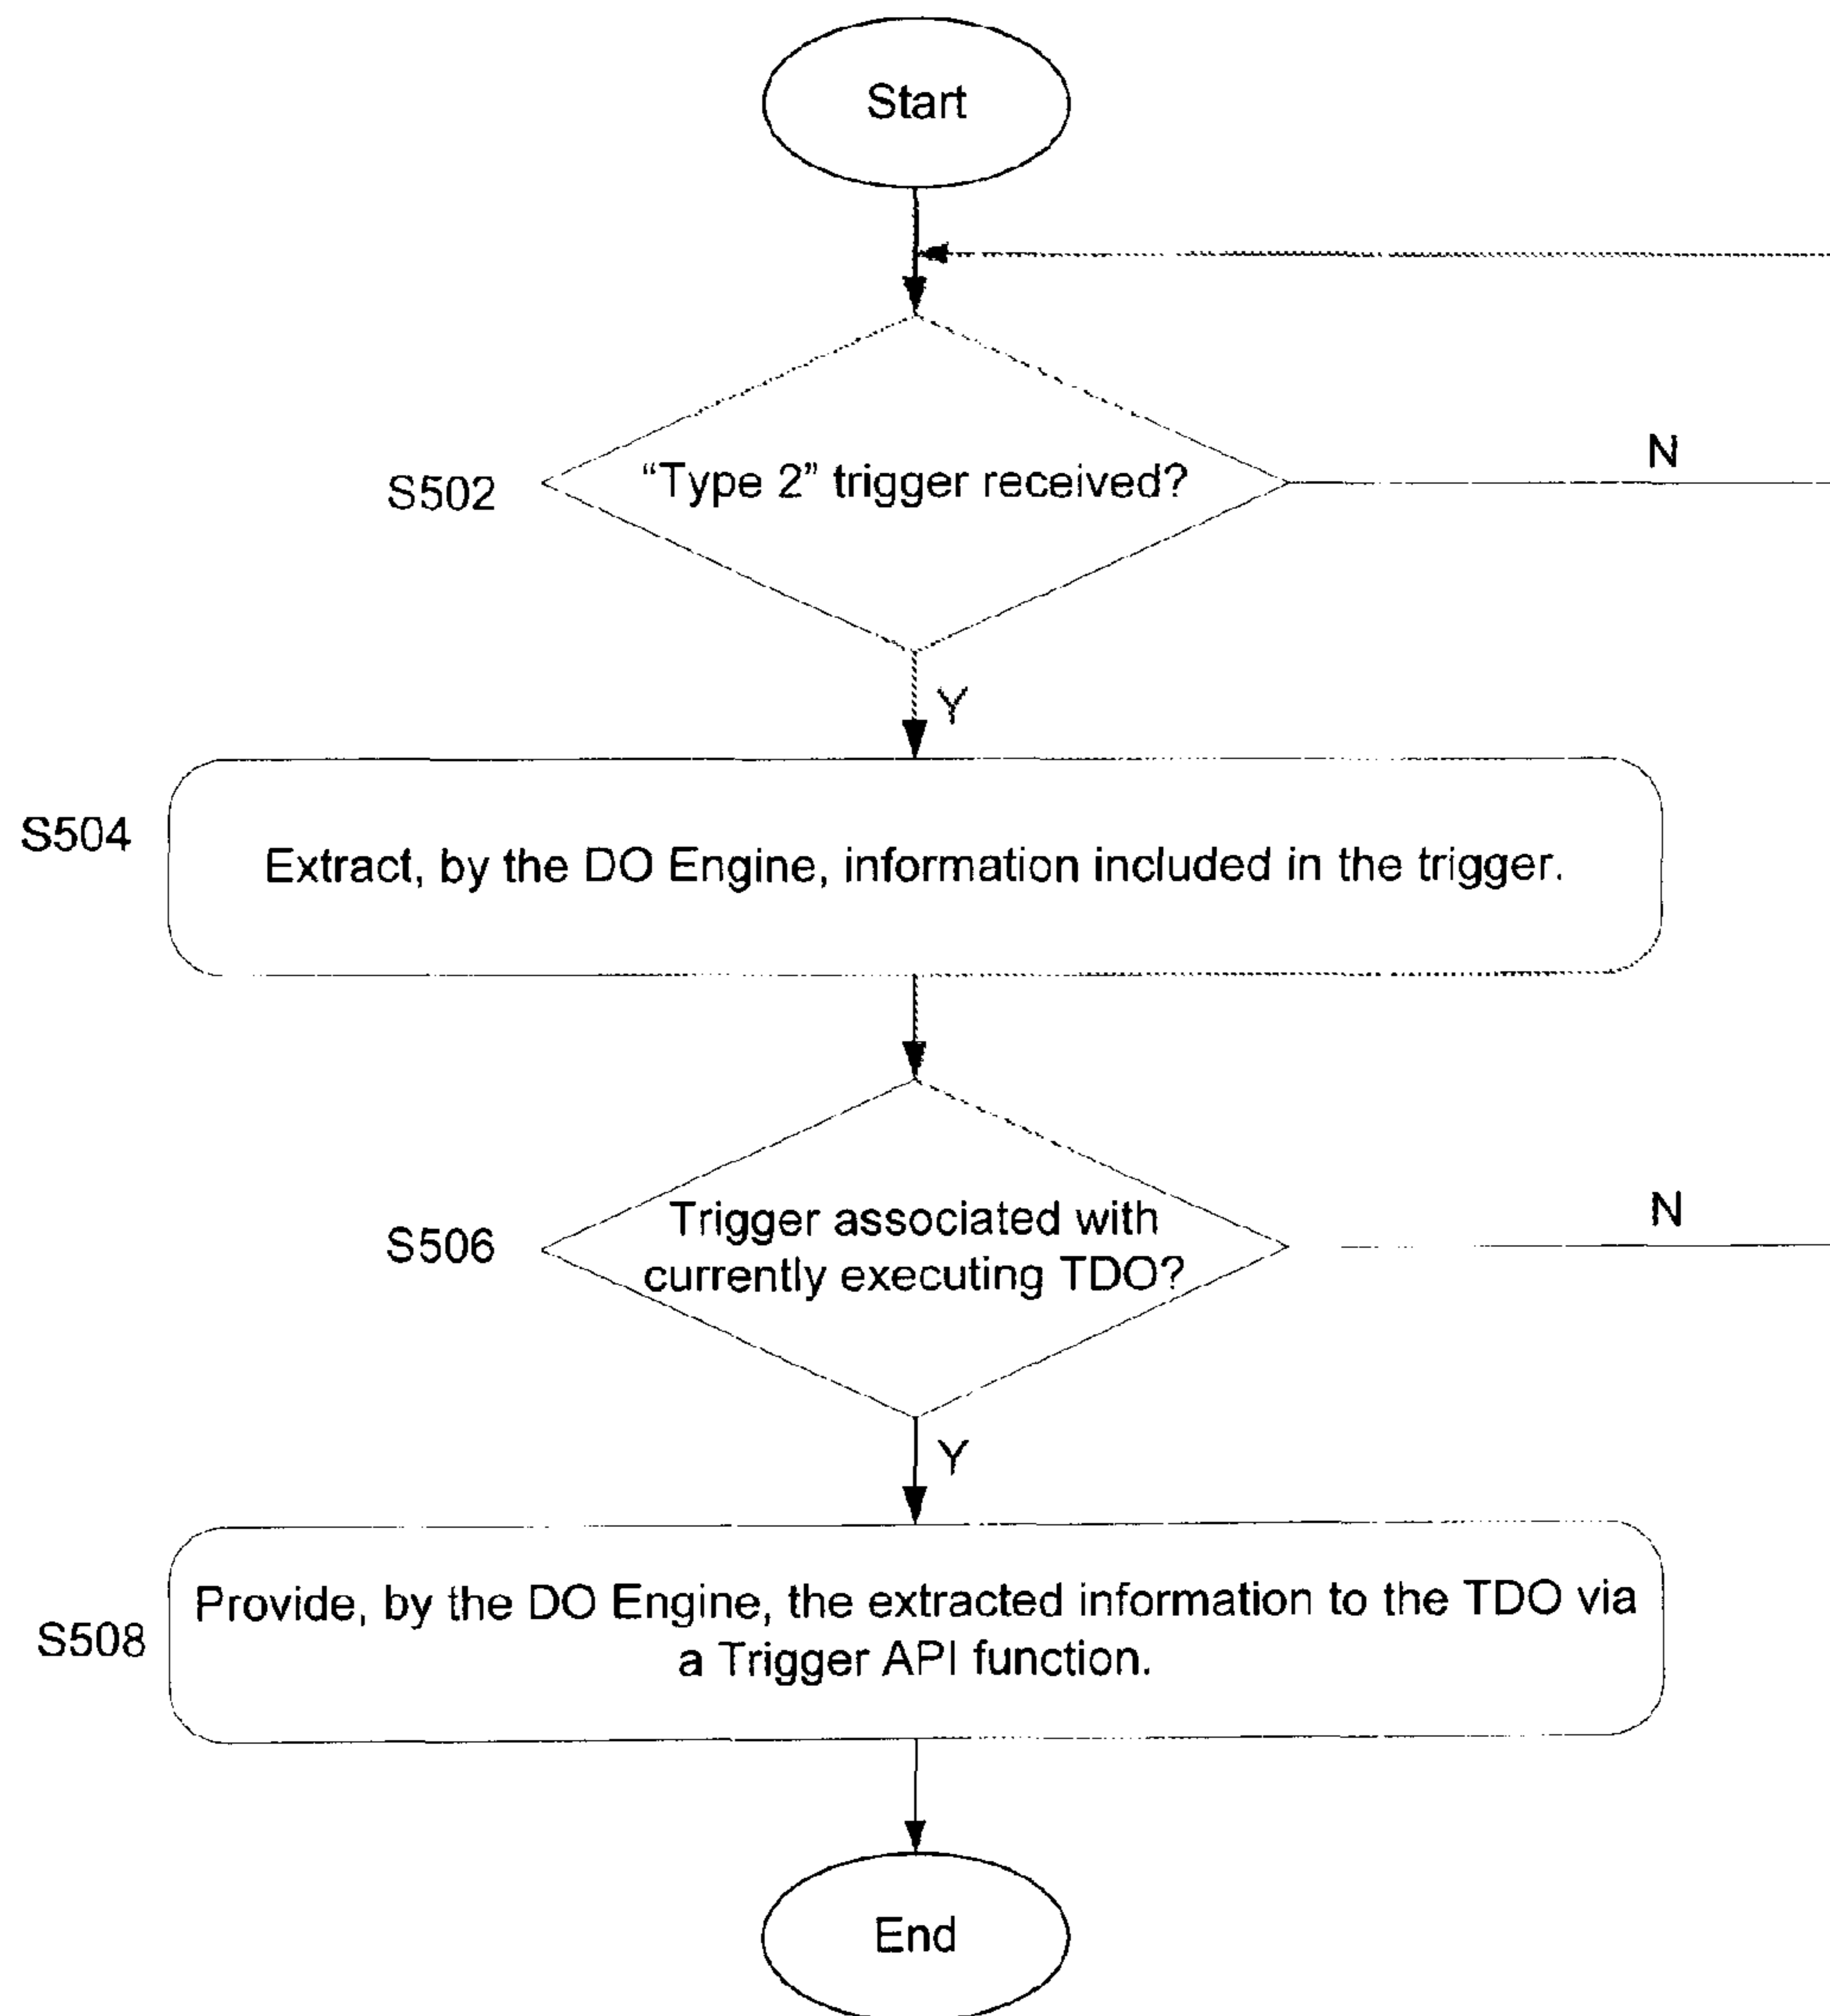 Start
S502
“Type 2” trigger received?
N
Y
S504
Extract, by the DO Engine, information included in the trigger.
S506
Trigger associated with
currently executing TDO?
N
Y
S508
Provide, by the DO Engine, the extracted information to the TDO via
a Trigger API function.
End